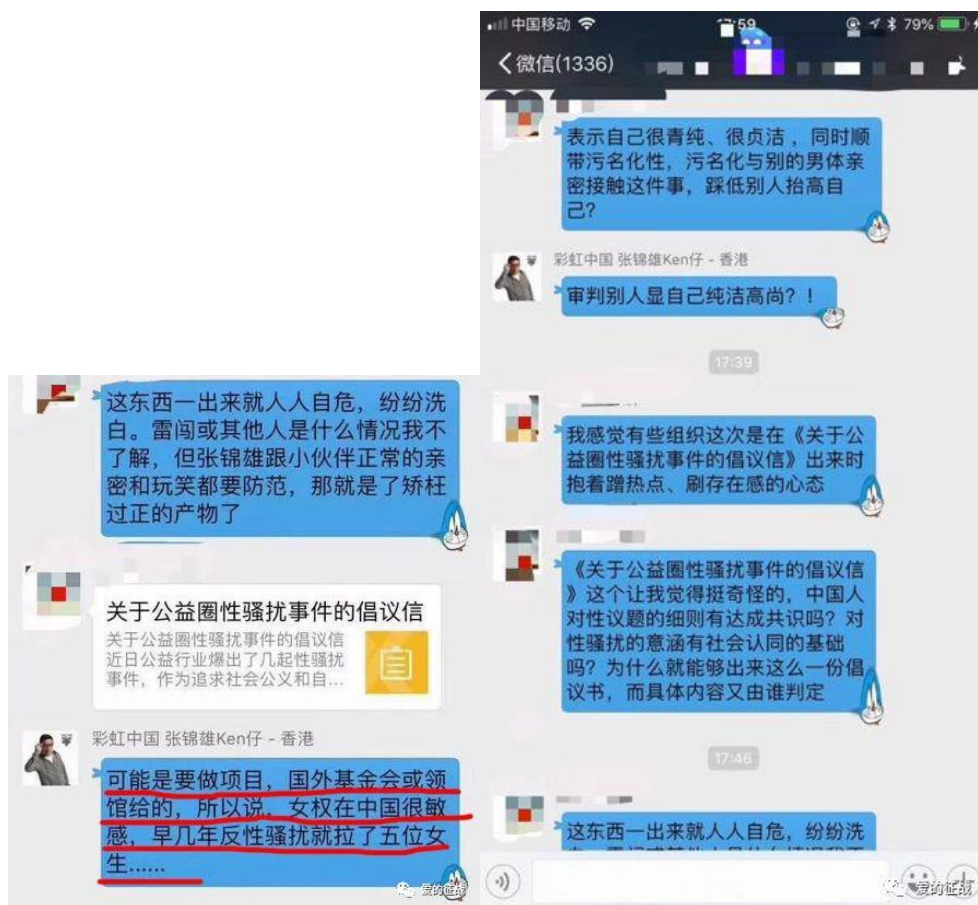 这东西一出来就人人自危，纷纷洗
白。雷闯或其他人是什么情况我不
了解，但张锦雄跟小伙伴正常的亲
密和玩笑都要防范，那就是了矫枉
过正的产物了
关于公益圈性骚扰事件的倡议信
关于公益圈性骚扰事件的倡议信
近日公益行业爆出了几起性骚扰
事件，作为追求社会公义和自...
彩虹中国 张锦雄Ken仔 - 香港
可能是要做项目，国外基金会或领
馆给的，所以说，女权在中国很敏
感，早几年反性骚扰就拉了五位女
生......
爱的征战
中国移动
:59
79%
微信(1336)
表示自己很青纯、很贞洁，同时顺
带污名化性，污名化与别的男体亲
密接触这件事，踩低别人抬高自
己?
彩虹中国 张锦雄Ken仔 - 香港
审判别人显自己纯洁高尚？！
17:39
我感觉有些组织这次是在《关于公
益圈性骚扰事件的倡议信》出来时
抱着蹭热点、刷存在感的心态
《关于公益圈性骚扰事件的倡议信
》这个让我觉得挺奇怪的，中国人
对性议题的细则有达成共识吗？对
性骚扰的意涵有社会认同的基础
吗？为什么就能够出来这么一份倡
议书，而具体内容又由谁判定
17:46
这东西一出来就人人自危，纷纷洗
爱的征战